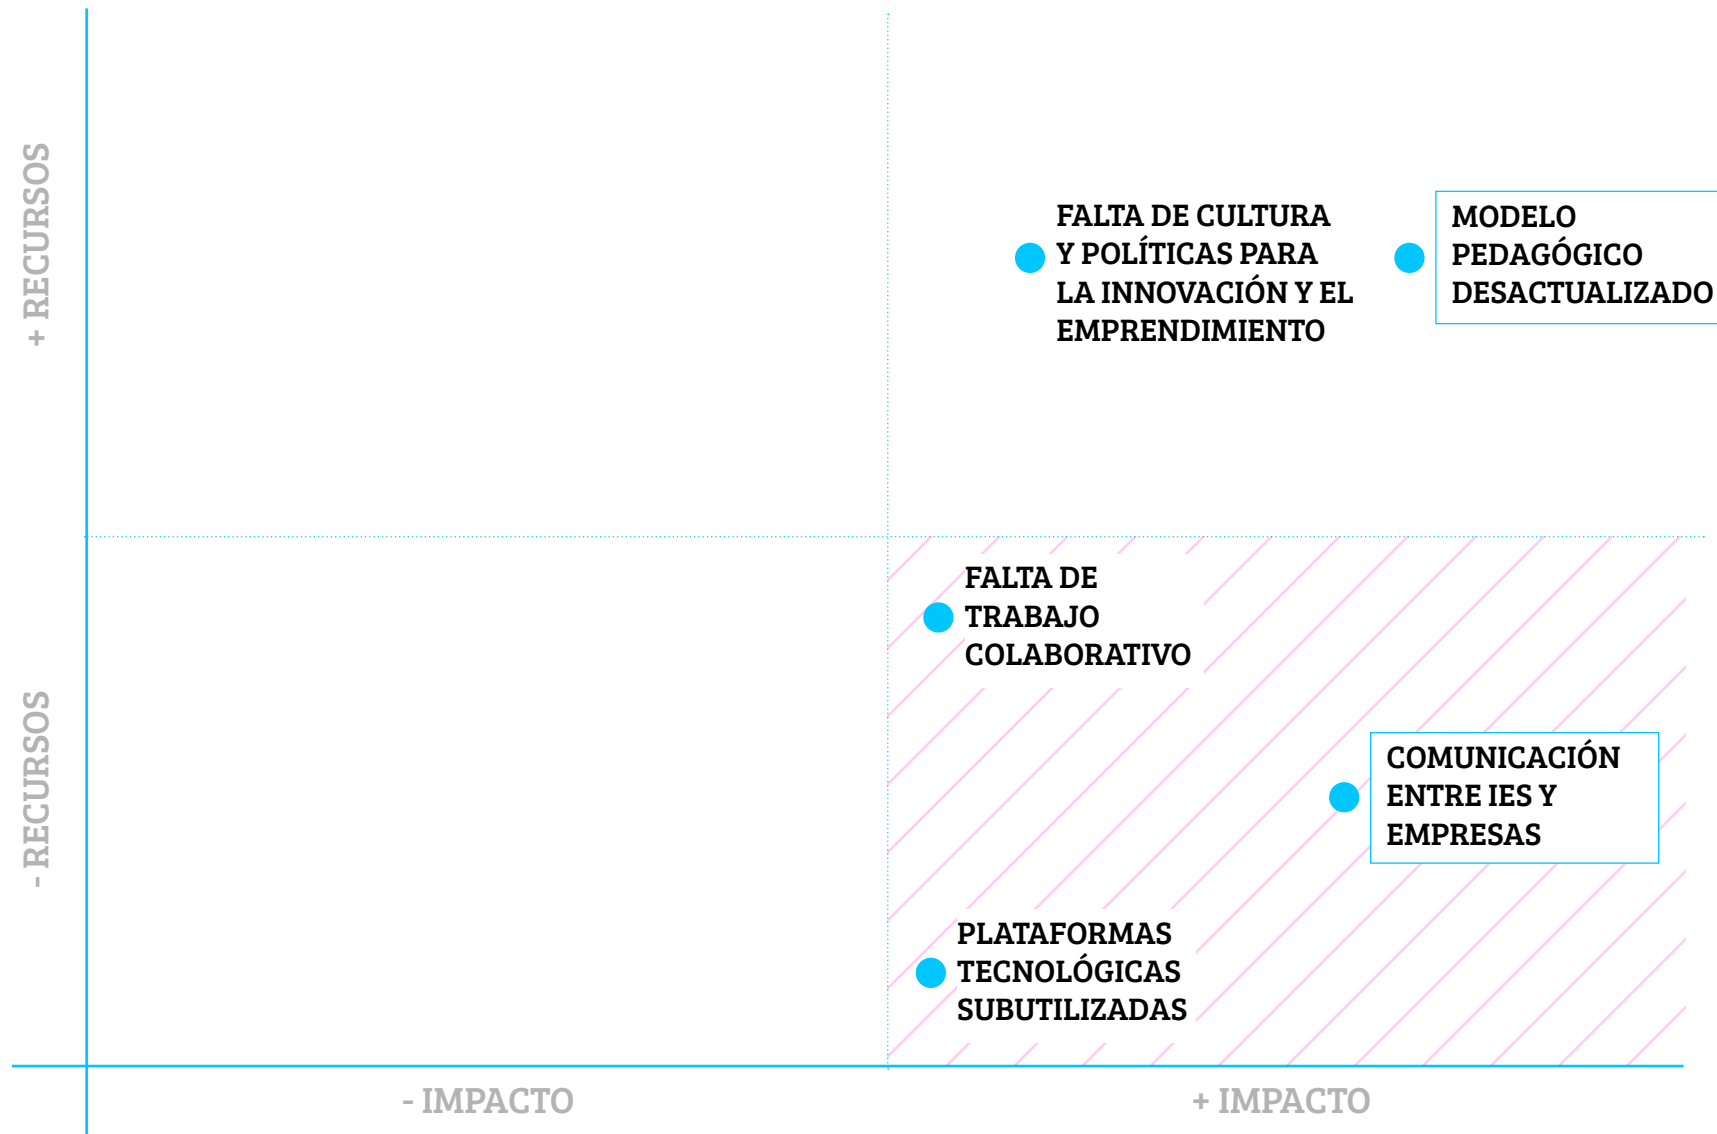 + RECURSOS
FALTA DE CULTURA
Y POLÍTICAS PARA
LA INNOVACIÓN Y EL
EMPRENDIMIENTO
MODELO
PEDAGÓGICO
DESACTUALIZADO
- RECURSOS
FALTA DE
TRABAJO
COLABORATIVO
COMUNICACIÓN
ENTRE IES Y
EMPRESAS
PLATAFORMAS
TECNOLÓGICAS
SUBUTILIZADAS
- IMPACTO
+ IMPACTO